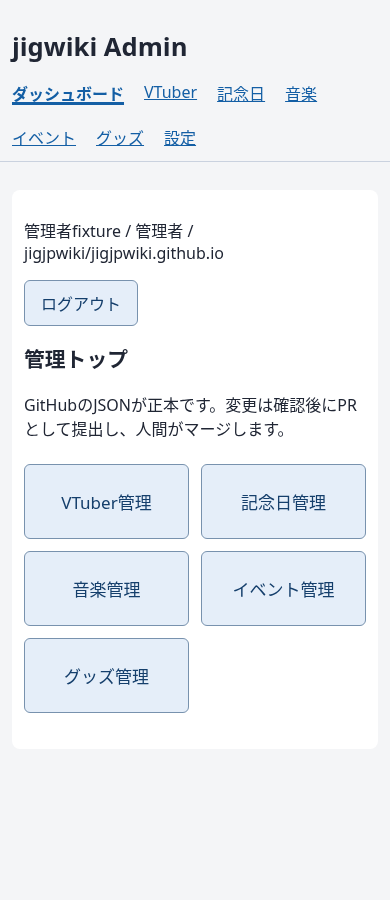 jigwiki Admin
ダッシュボード VTuber 記念日 音楽
イベント グッズ 設定
管理者fixture / 管理者 /
jigjpwiki/jigjpwiki.github.io
ログアウト
管理トップ
GitHubのJSONが正本です。変更は確認後にPR
として提出し、人間がマージします。
VTuber管理 記念日管理
音楽管理 イベント管理
グッズ管理